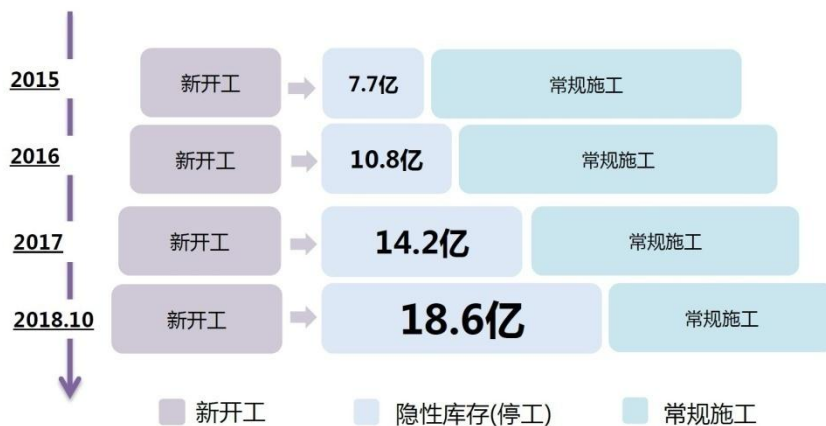 2015 新开工 7.7亿 常规施工
2016 新开工 10.8亿 常规施工
2017 新开工 14.2亿 常规施工
2018.10 新开工 18.6亿 常规施工
新开工 隐性库存(停工) 常规施工